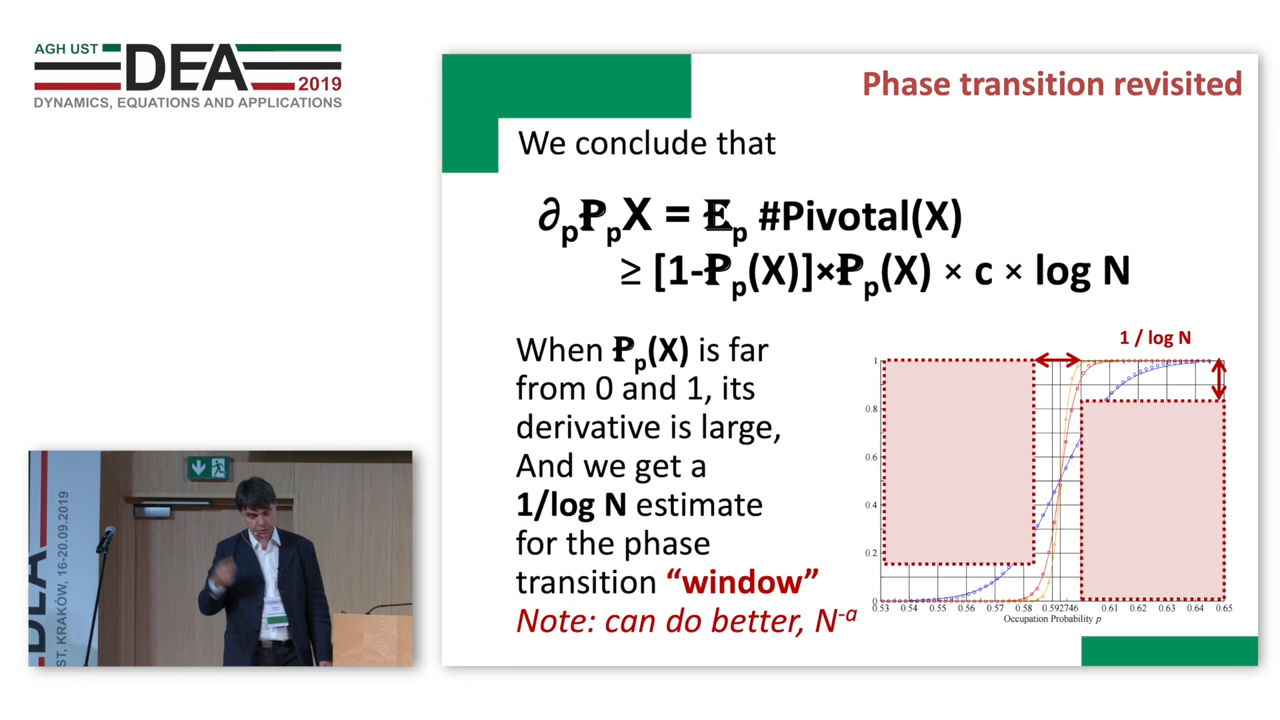 AGH UST
DEA
2019
DYNAMICS, EQUATIONS AND APPLICATIONS
Phase transition revisited
We conclude that
∂pℙpX = 𝔼p #Pivotal(X)
≥ [1-ℙp(X)]×ℙp(X) × c × log N
When ℙp(X) is far
from 0 and 1, its
derivative is large,
And we get a
1/log N estimate
for the phase
transition “window”
Note: can do better, N-a
1 / log N
1
0.8
0.6
0.4
0.2
0
0.53 0.54 0.55 0.56 0.57 0.58 0.592746 0.61 0.62 0.63 0.64 0.65
Occupation Probability p
DEA
ST, KRAKÓW, 16-20.09.2019